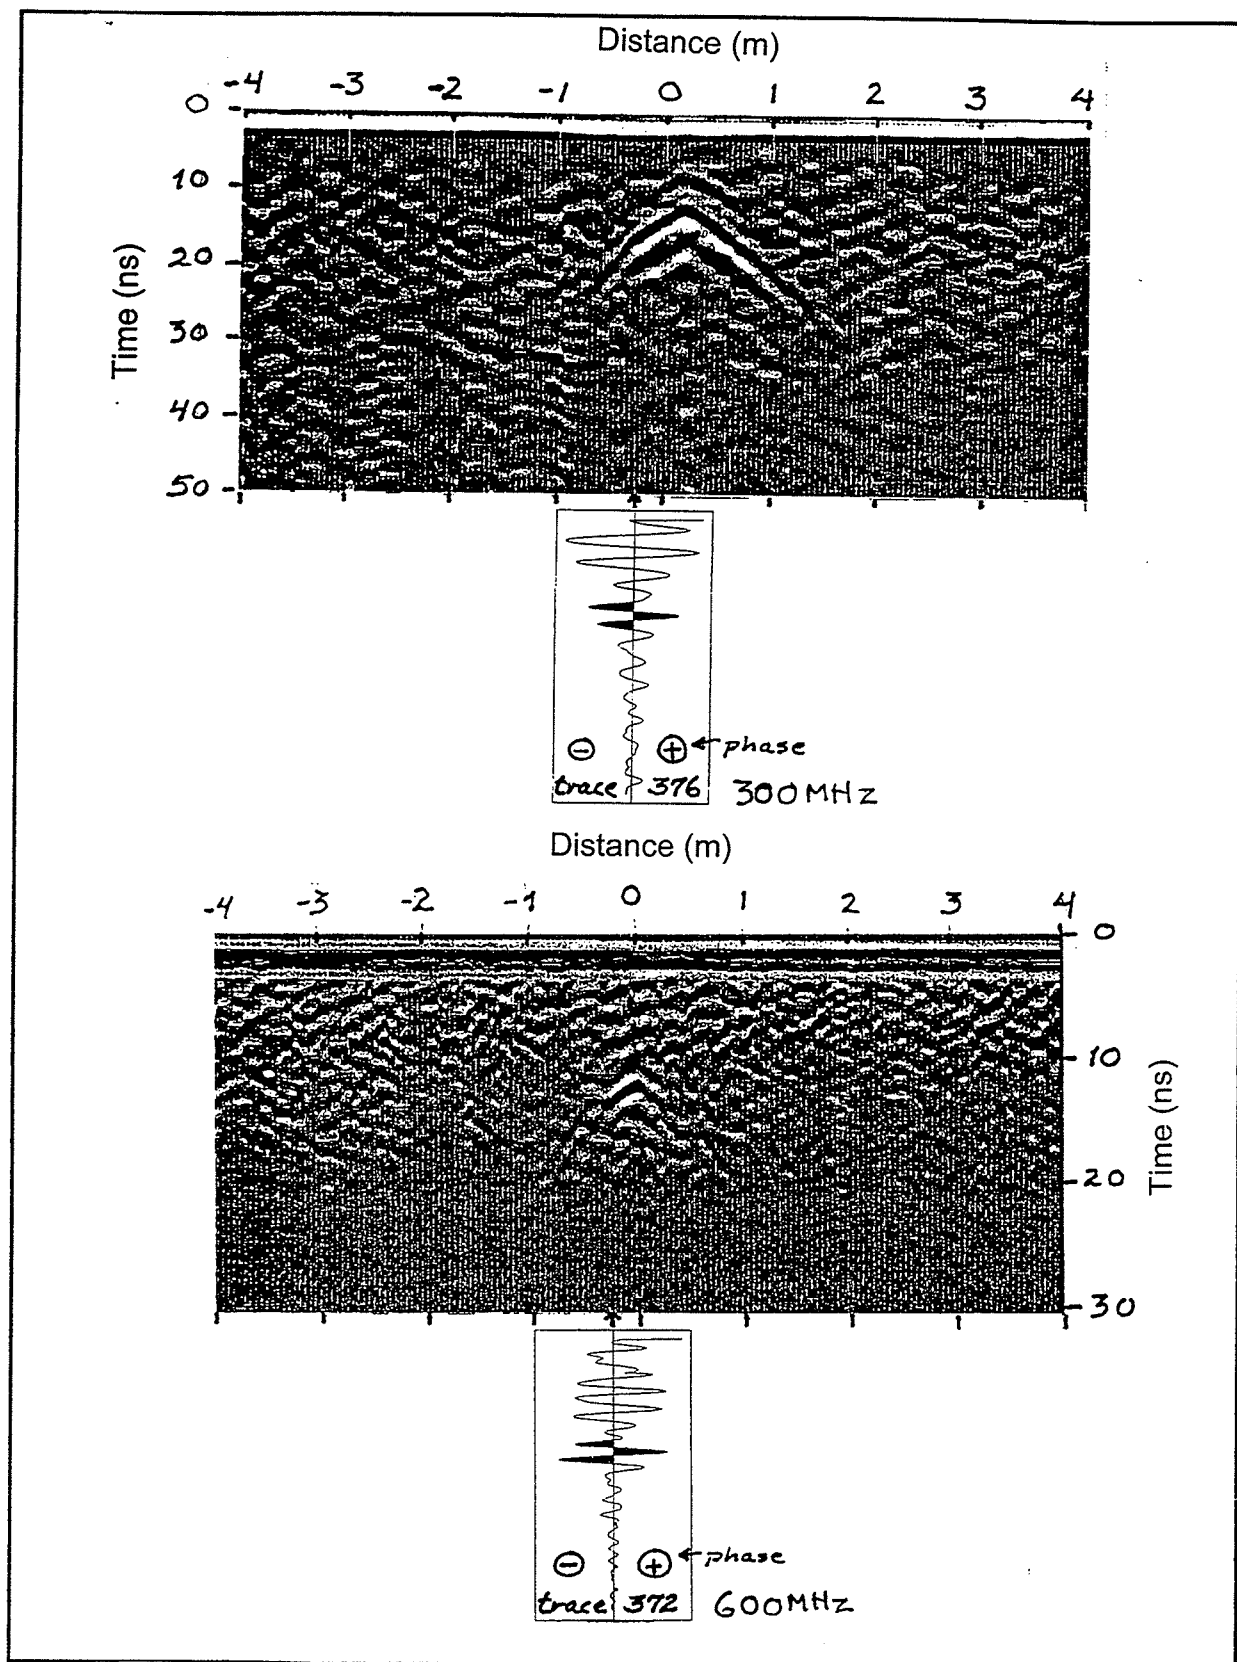 Distance (m)
-4 -3 -2 -1 0 1 2 3 4
0
10
20
30
40
50
Time (ns)
- + ← phase
trace 376 300MHz
Distance (m)
-4 -3 -2 -1 0 1 2 3 4
0
10
20
30
Time (ns)
- + ← phase
trace 372 600MHz